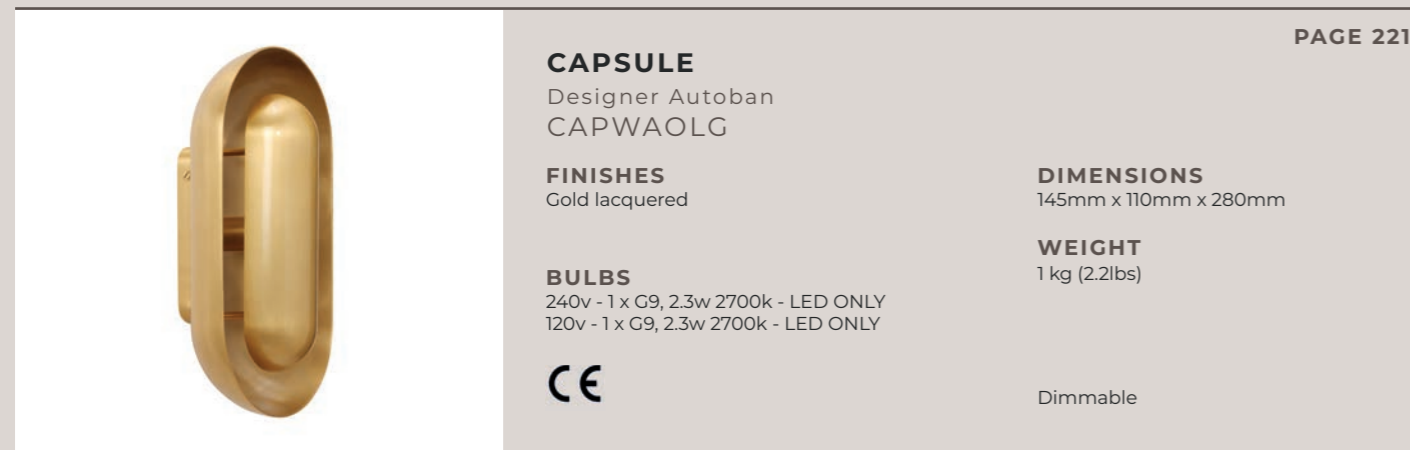 PAGE 221
CAPSULE
Designer Autoban
CAPWAOLG
FINISHES
Gold lacquered
BULBS
240v - 1 x G9, 2.3w 2700k - LED ONLY
120v - 1 x G9, 2.3w 2700k - LED ONLY
CE
DIMENSIONS
145mm x 110mm x 280mm
WEIGHT
1 kg (2.2lbs)
Dimmable